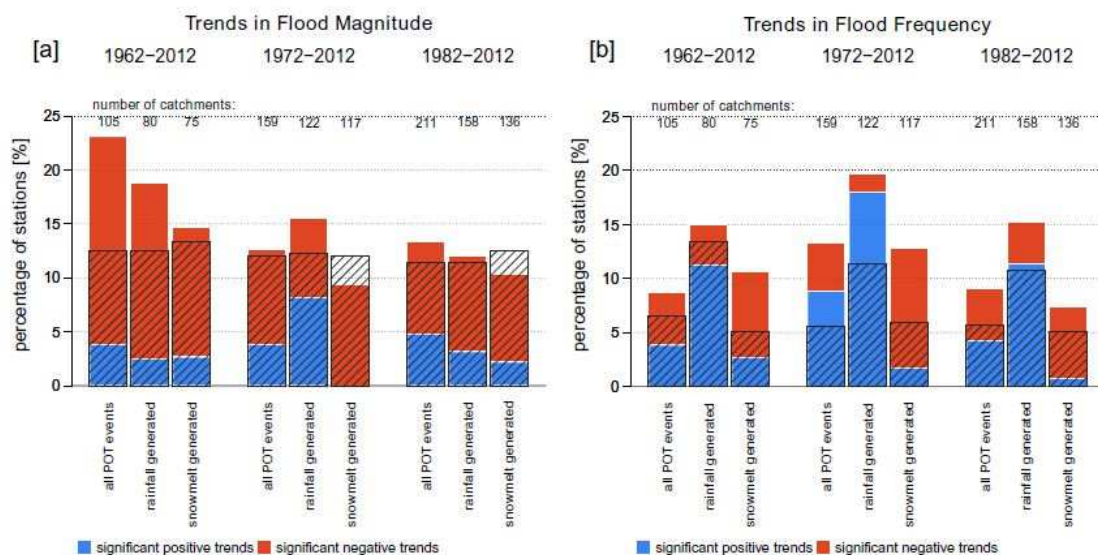 Trends in Flood Magnitude
[a]
1962–2012 1972–2012 1982–2012
number of catchments:
105 80 75 159 122 117 211 158 136
percentage of stations [%]
25
20
15
10
5
0
all POT events
rainfall generated
snowmelt generated
all POT events
rainfall generated
snowmelt generated
all POT events
rainfall generated
snowmelt generated
significant positive trends significant negative trends
Trends in Flood Frequency
[b]
1962–2012 1972–2012 1982–2012
number of catchments:
105 80 75 159 122 117 211 158 136
percentage of stations [%]
25
20
15
10
5
0
all POT events
rainfall generated
snowmelt generated
all POT events
rainfall generated
snowmelt generated
all POT events
rainfall generated
snowmelt generated
significant positive trends significant negative trends